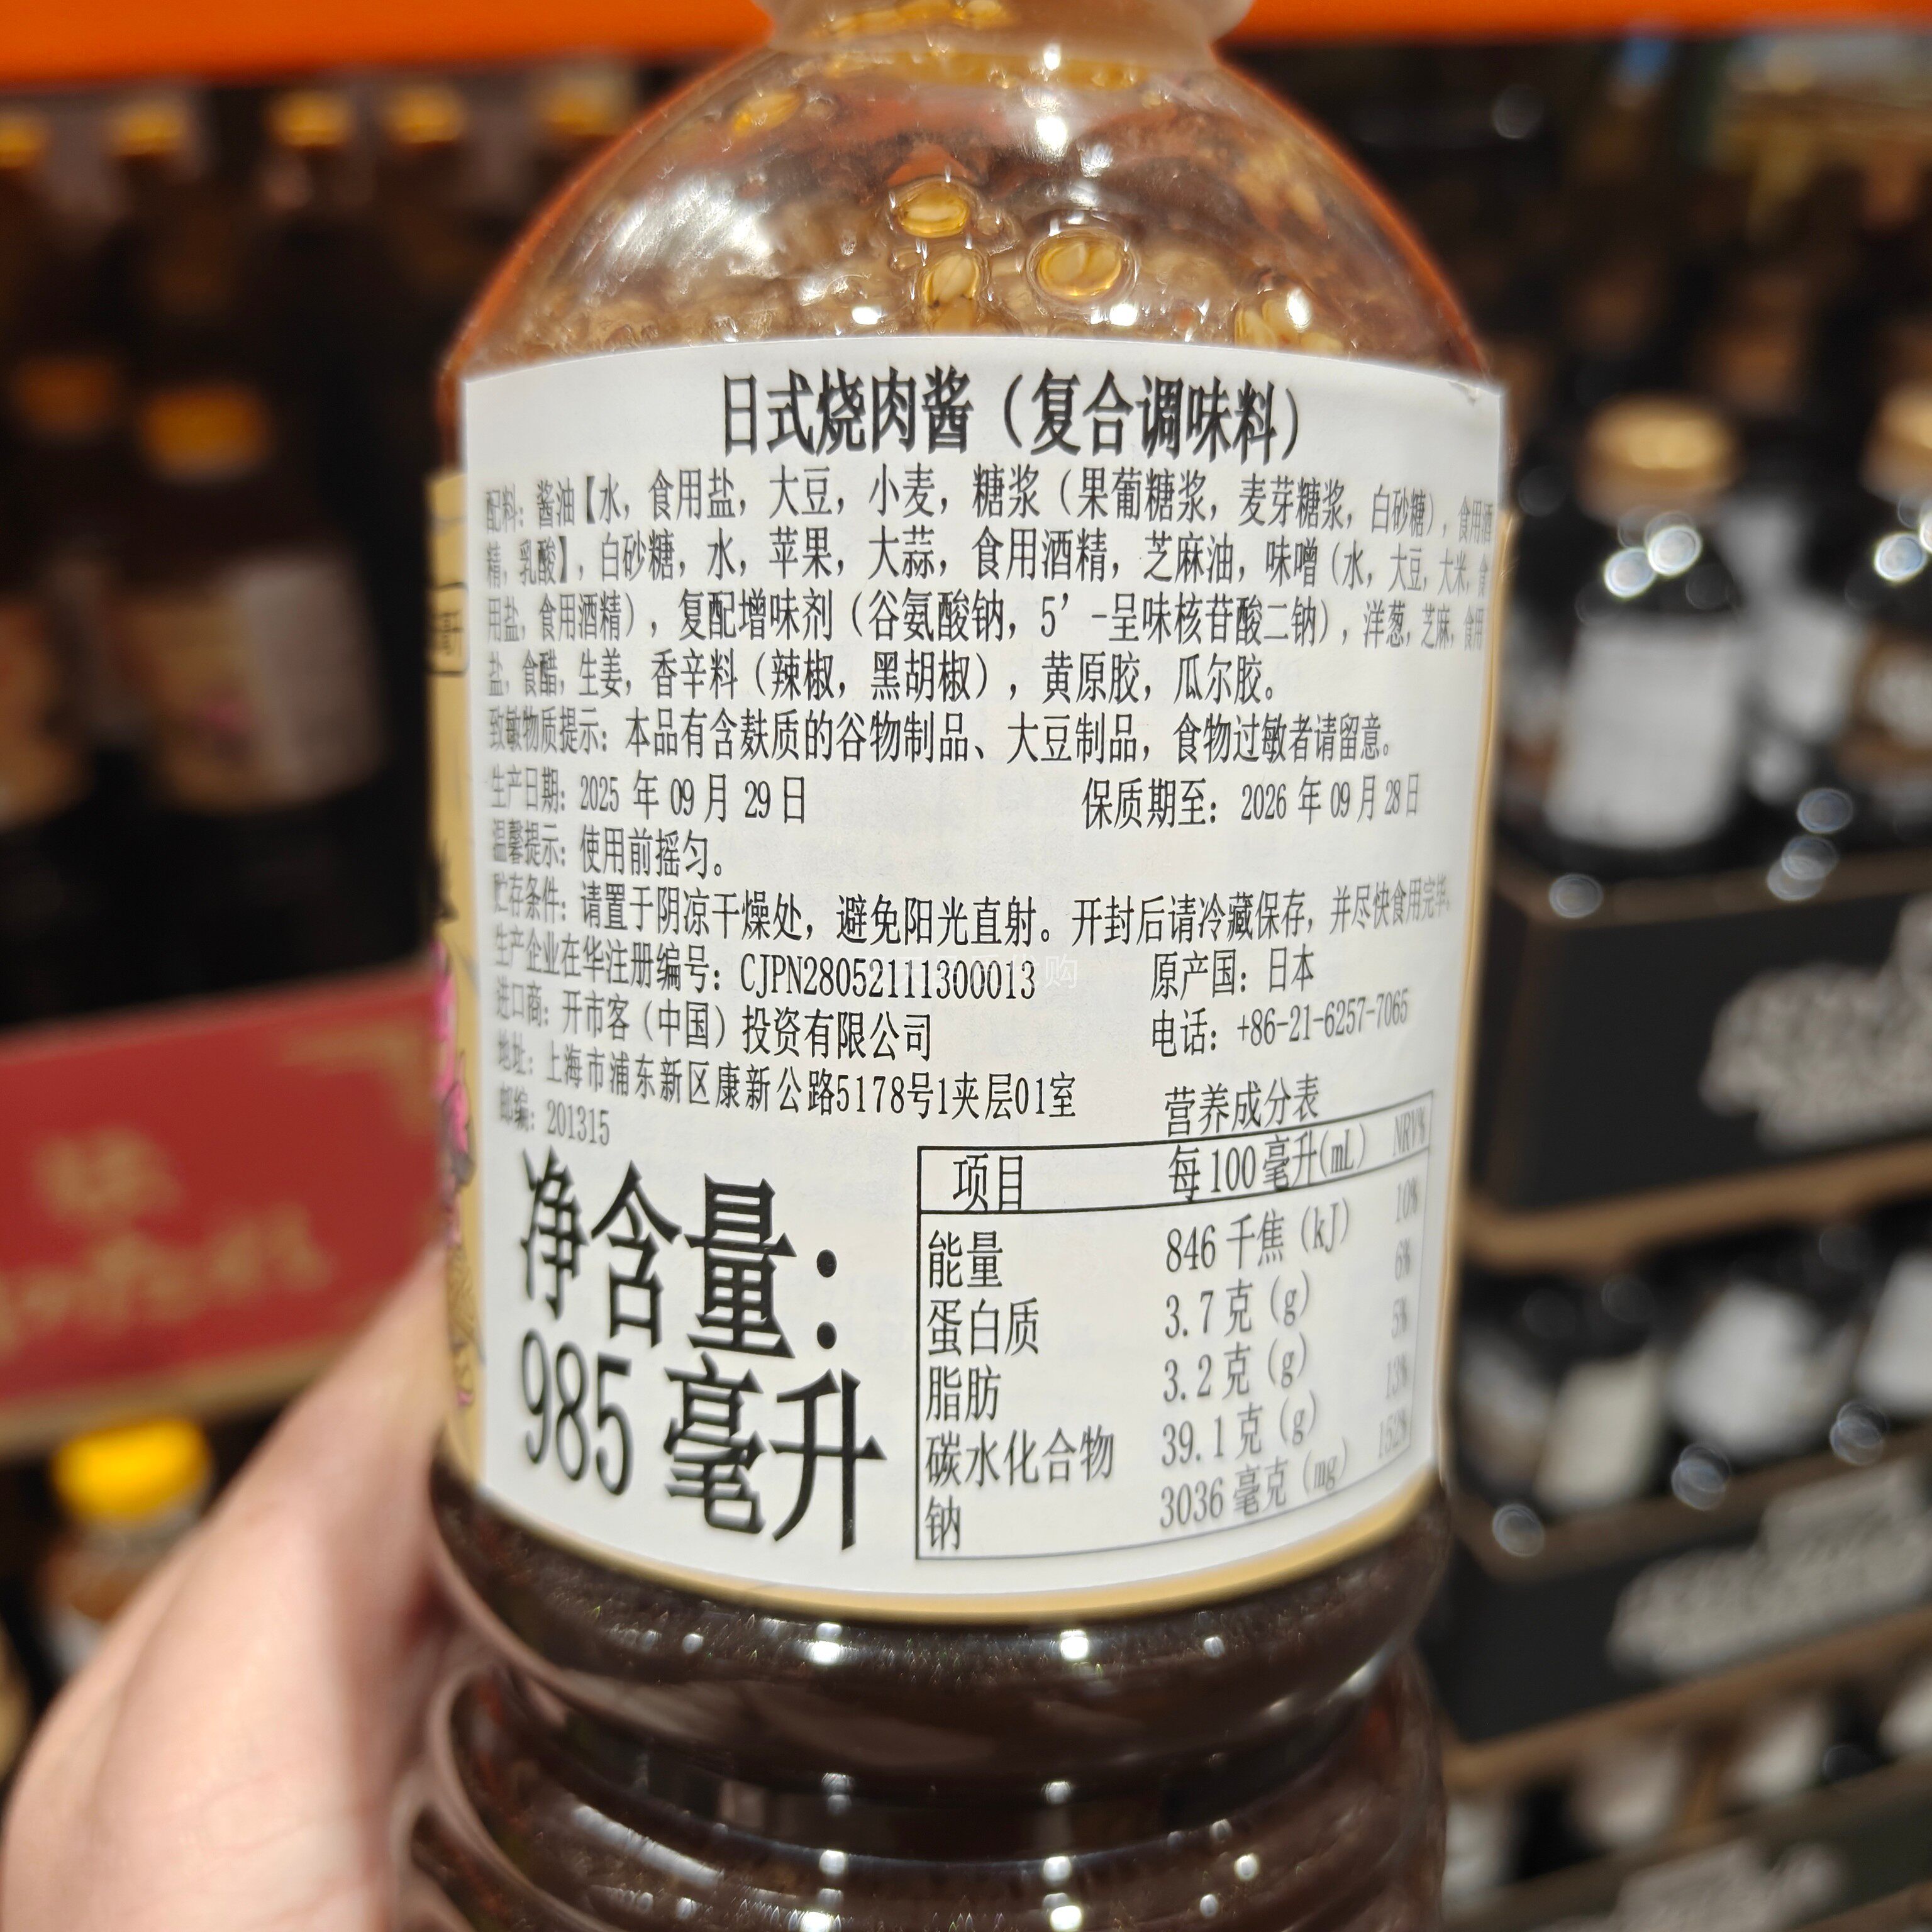 日式烧肉酱（复合调味料）
配料：酱油【水，食用盐，大豆，小麦，糖浆（果葡糖浆，麦芽糖浆，白砂糖），食用酒
精，乳酸】，白砂糖，水，苹果，大蒜，食用酒精，芝麻油，味噌（水，大豆，大米，食
用盐，食用酒精），复配增味剂（谷氨酸钠，5’-呈味核苷酸二钠），洋葱，芝麻，食用
盐，食醋，生姜，香辛料（辣椒，黑胡椒），黄原胶，瓜尔胶。
致敏物质提示：本品有含麸质的谷物制品、大豆制品，食物过敏者请留意。
生产日期：2025 年 09 月 29 日 保质期至：2026 年 09 月 28 日
温馨提示：使用前摇匀。
贮存条件：请置于阴凉干燥处，避免阳光直射。开封后请冷藏保存，并尽快食用完毕。
生产企业在华注册编号：CJPN28052111300013 原产国：日本
进口商：开市客（中国）投资有限公司 电话：+86-21-6257-7065
地址：上海市浦东新区康新公路5178号1夹层01室
邮编：201315
营养成分表
项目 每100毫升(mL) NRV%
能量 846 千焦（kJ） 10%
蛋白质 3.7 克（g） 6%
脂肪 3.2 克（g） 5%
碳水化合物 39.1 克（g） 13%
钠 3036 毫克（mg） 152%
净含量：
985 毫升